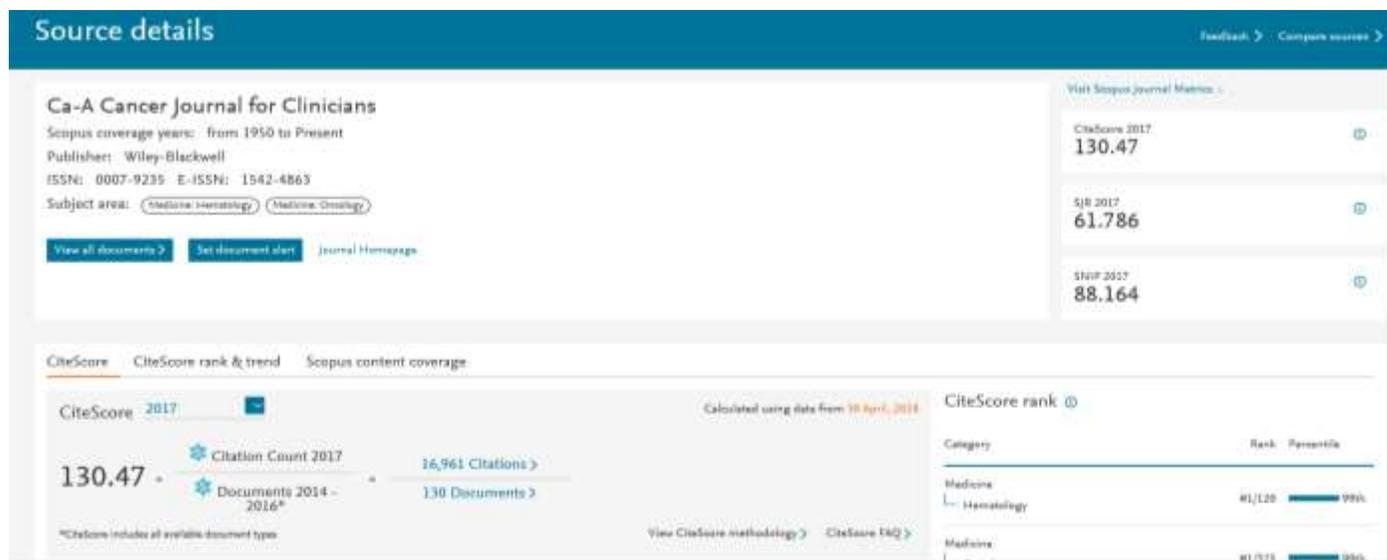 Source details
Feedback > Compare sources >
Ca-A Cancer Journal for Clinicians
Scopus coverage years: from 1950 to Present
Publisher: Wiley-Blackwell
ISSN: 0007-9235 E-ISSN: 1542-4863
Subject area: Medicine: Hematology Medicine: Oncology
View all documents > Set document alert Journal Homepage
Visit Scopus Journal Metrics >
CiteScore 2017
130.47
SJR 2017
61.786
SNIP 2017
88.164
CiteScore CiteScore rank & trend Scopus content coverage
CiteScore 2017
Calculated using data from 30 April, 2018
130.47 =
Citation Count 2017
Documents 2014 -
2016*
=
16,961 Citations >
130 Documents >
*CiteScore includes all available document types
View CiteScore methodology > CiteScore FAQ >
CiteScore rank
Category Rank Percentile
Medicine
Hematology
#1/128 99th
Medicine
99th